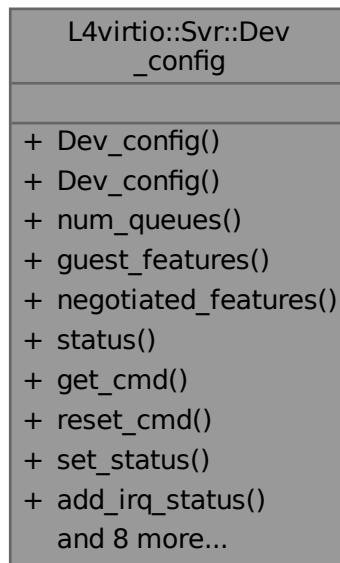 L4virtio::Svr::Dev
_config
+ Dev_config()
+ Dev_config()
+ num_queues()
+ guest_features()
+ negotiated_features()
+ status()
+ get_cmd()
+ reset_cmd()
+ set_status()
+ add_irq_status()
and 8 more...